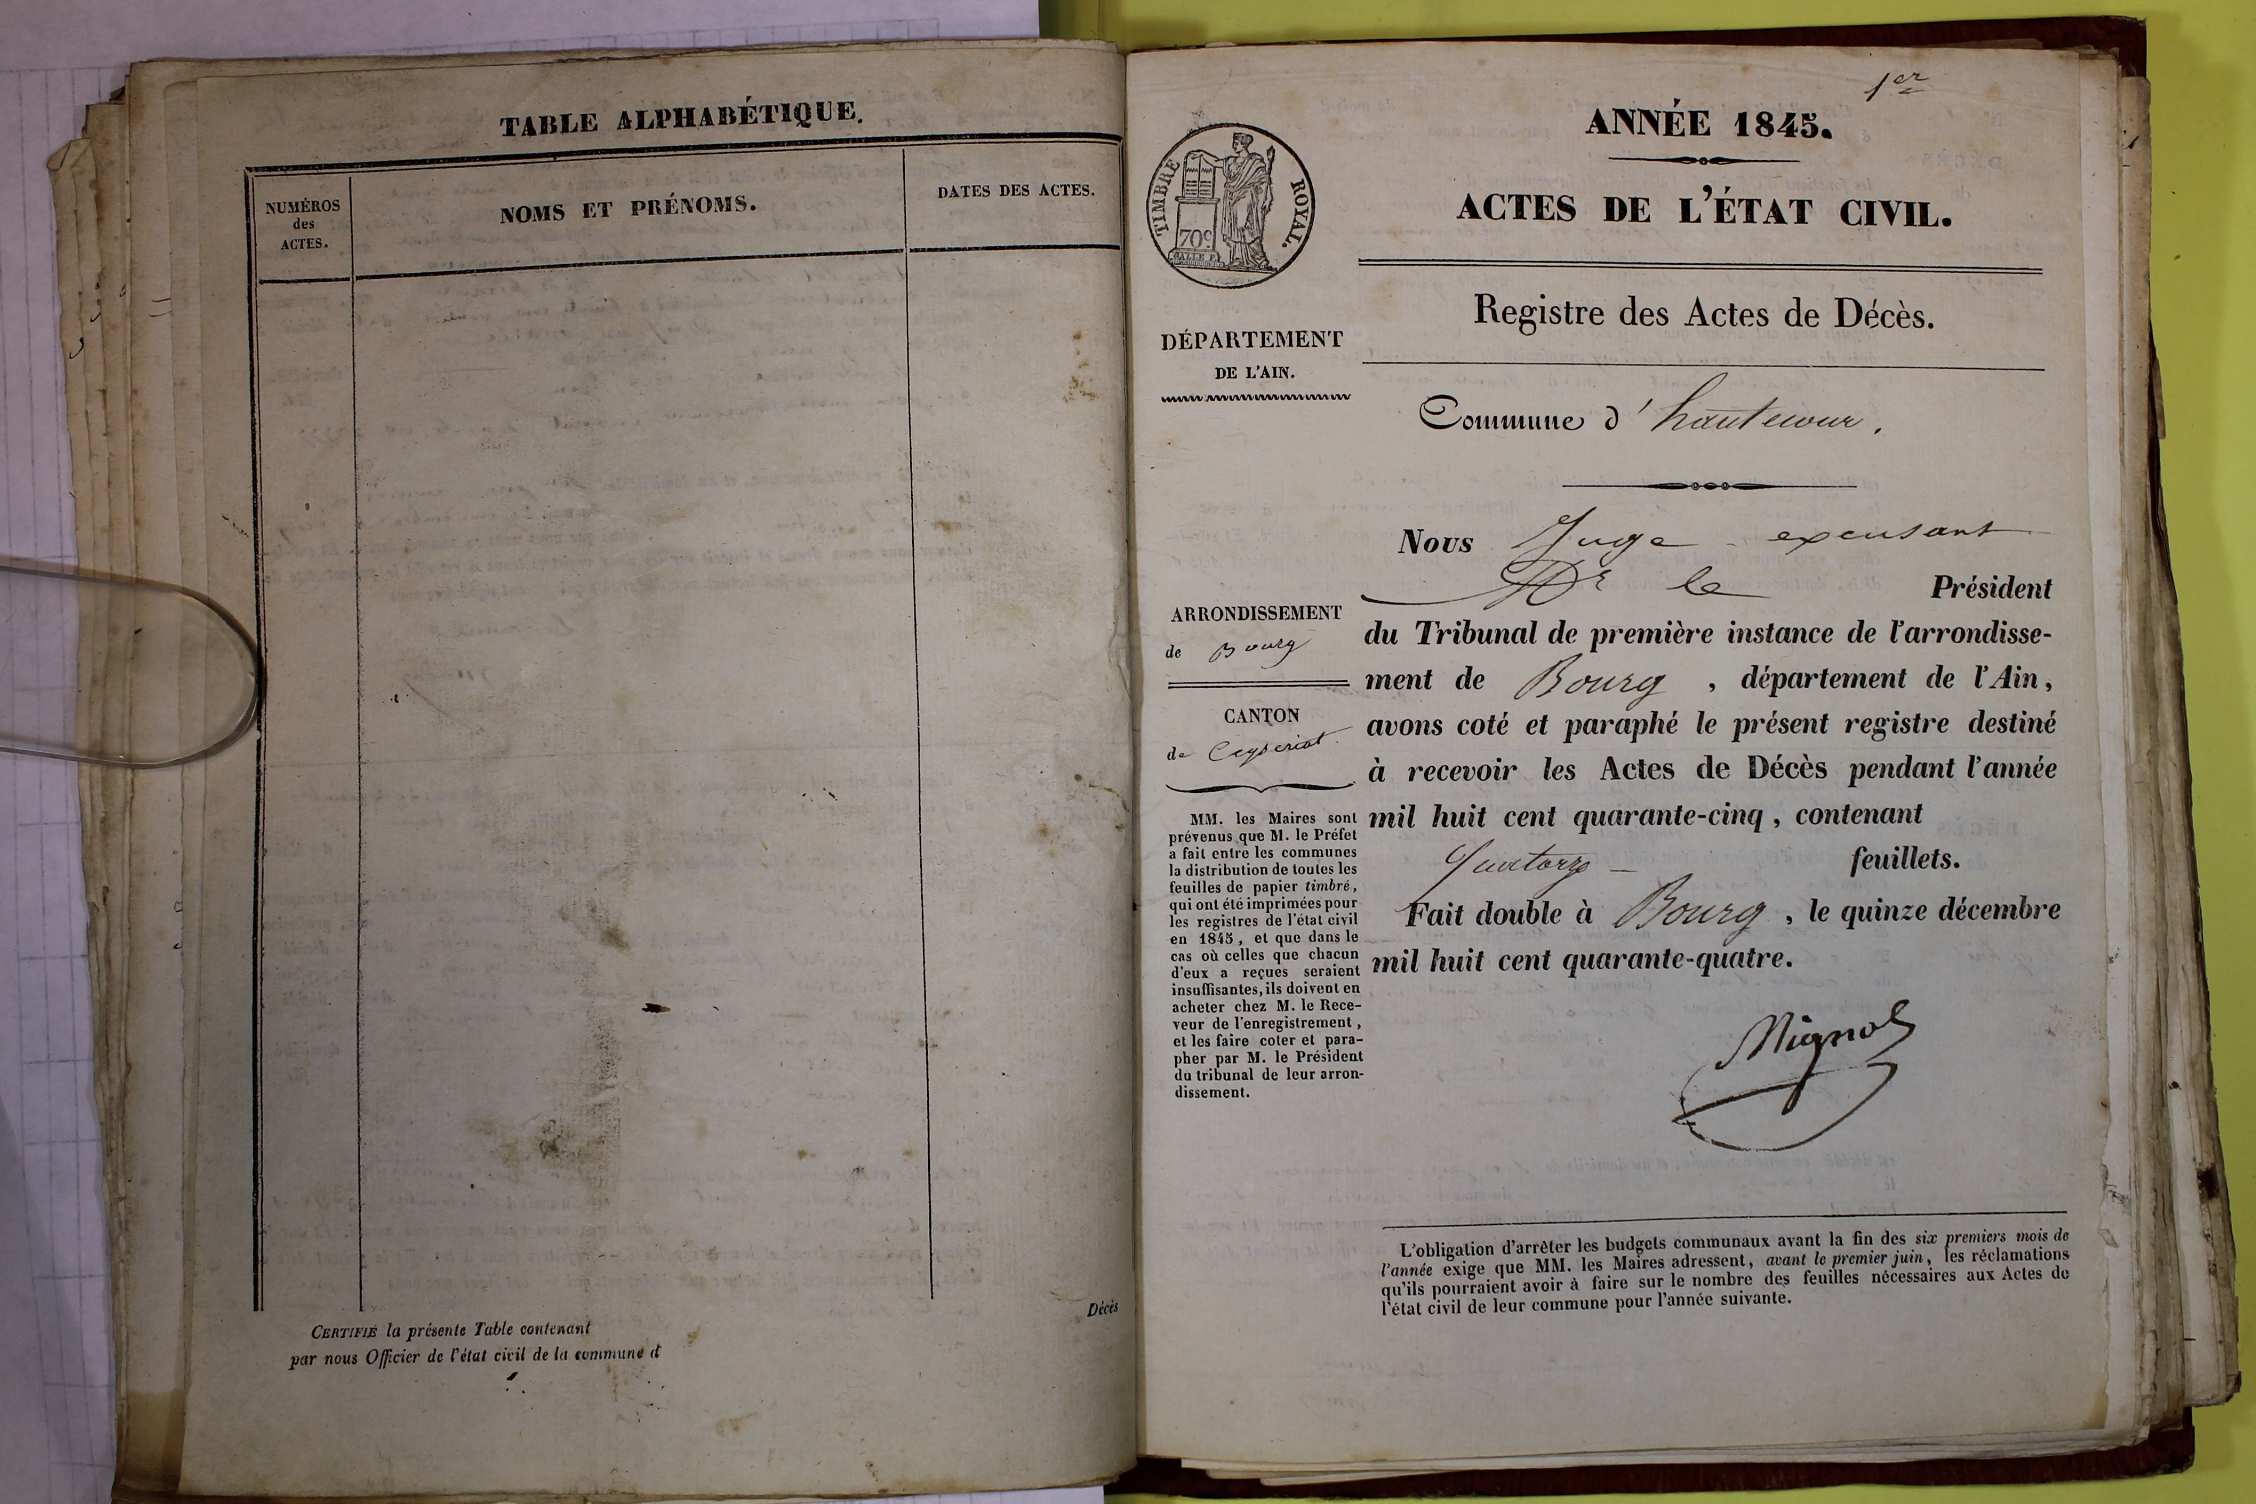 TABLE ALPHABÉTIQUE.
NUMÉROS
des
ACTES.
NOMS ET PRÉNOMS.
DATES DES ACTES.
Décès
CERTIFIÉ la présente Table contenant
par nous Officier de l'état civil de la commune d
1er
ANNÉE 1845.
ACTES DE L'ÉTAT CIVIL.
TIMBRE ROYAL.
70c
Registre des Actes de Décès.
DÉPARTEMENT
DE L'AIN.
Commune d'hautecour.
Nous Juge excusant
Mr le Président
du Tribunal de première instance de l'arrondisse-
ment de Bourg, département de l'Ain,
avons coté et paraphé le présent registre destiné
à recevoir les Actes de Décès pendant l'année
mil huit cent quarante-cinq, contenant
quatorze feuillets.
Fait double à Bourg, le quinze décembre
mil huit cent quarante-quatre.
Mignot
ARRONDISSEMENT
de Bourg
CANTON
de Ceyseriat
MM. les Maires sont
prévenus que M. le Préfet
a fait entre les communes
la distribution de toutes les
feuilles de papier timbré,
qui ont été imprimées pour
les registres de l'état civil
en 1845, et que dans le
cas où celles que chacun
d'eux a reçues seraient
insuffisantes, ils doivent en
acheter chez M. le Rece-
veur de l'enregistrement,
et les faire coter et para-
pher par M. le Président
du tribunal de leur arron-
dissement.
L'obligation d'arrêter les budgets communaux avant la fin des six premiers mois de
l'année exige que MM. les Maires adressent, avant le premier juin, les réclamations
qu'ils pourraient avoir à faire sur le nombre des feuilles nécessaires aux Actes de
l'état civil de leur commune pour l'année suivante.